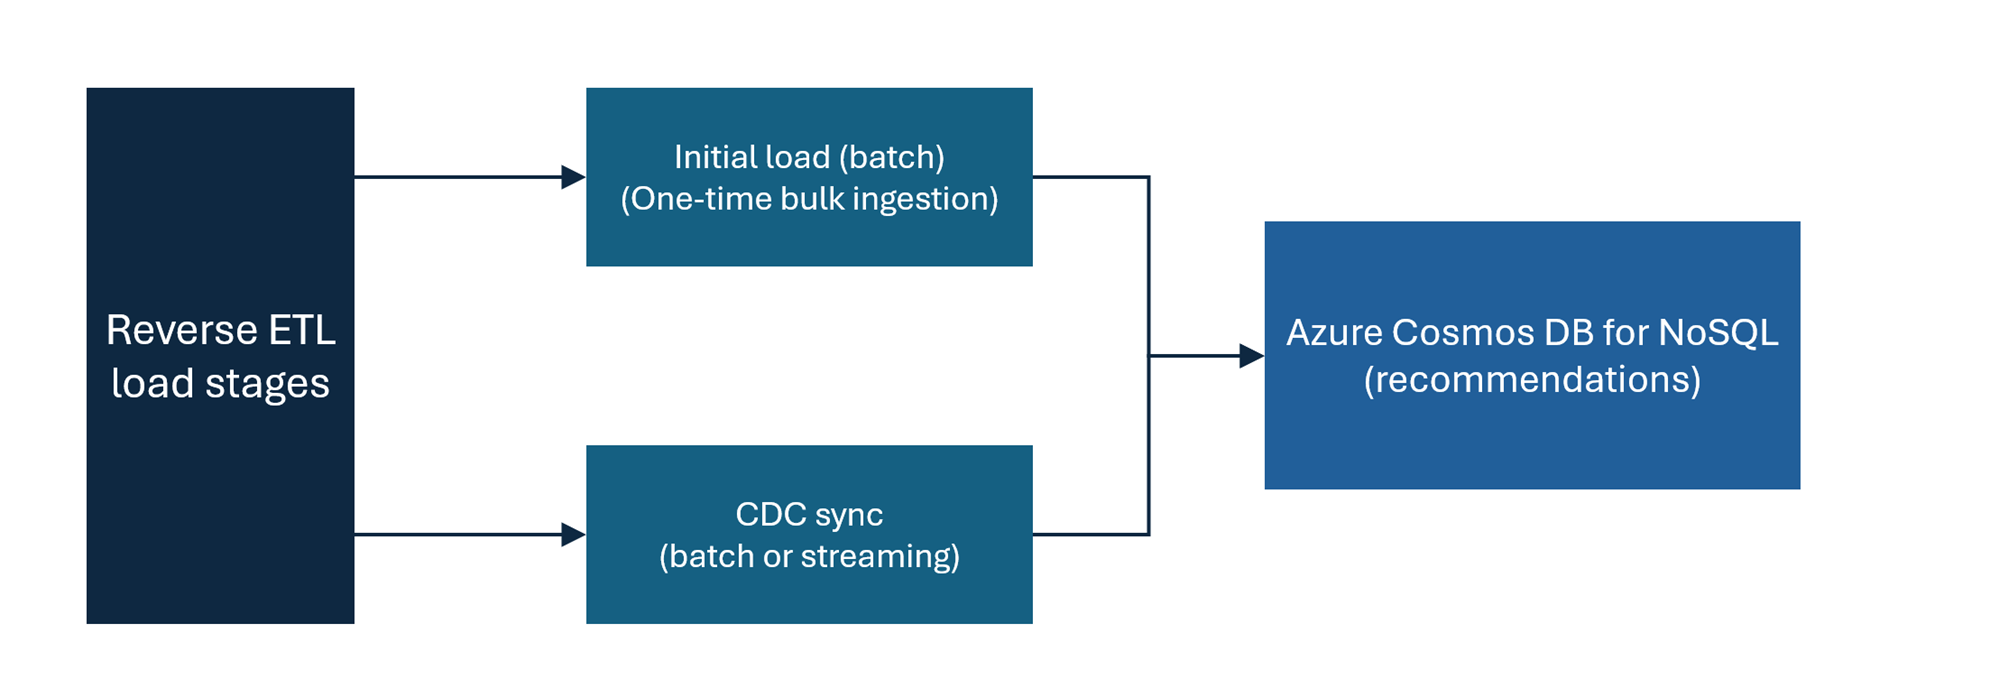 Reverse ETL
load stages
Initial load (batch)
(One-time bulk ingestion)
CDC sync
(batch or streaming)
Azure Cosmos DB for NoSQL
(recommendations)